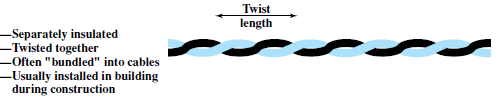 Twist
length
—Separately insulated
—Twisted together
—Often "bundled" into cables
—Usually installed in building
during construction